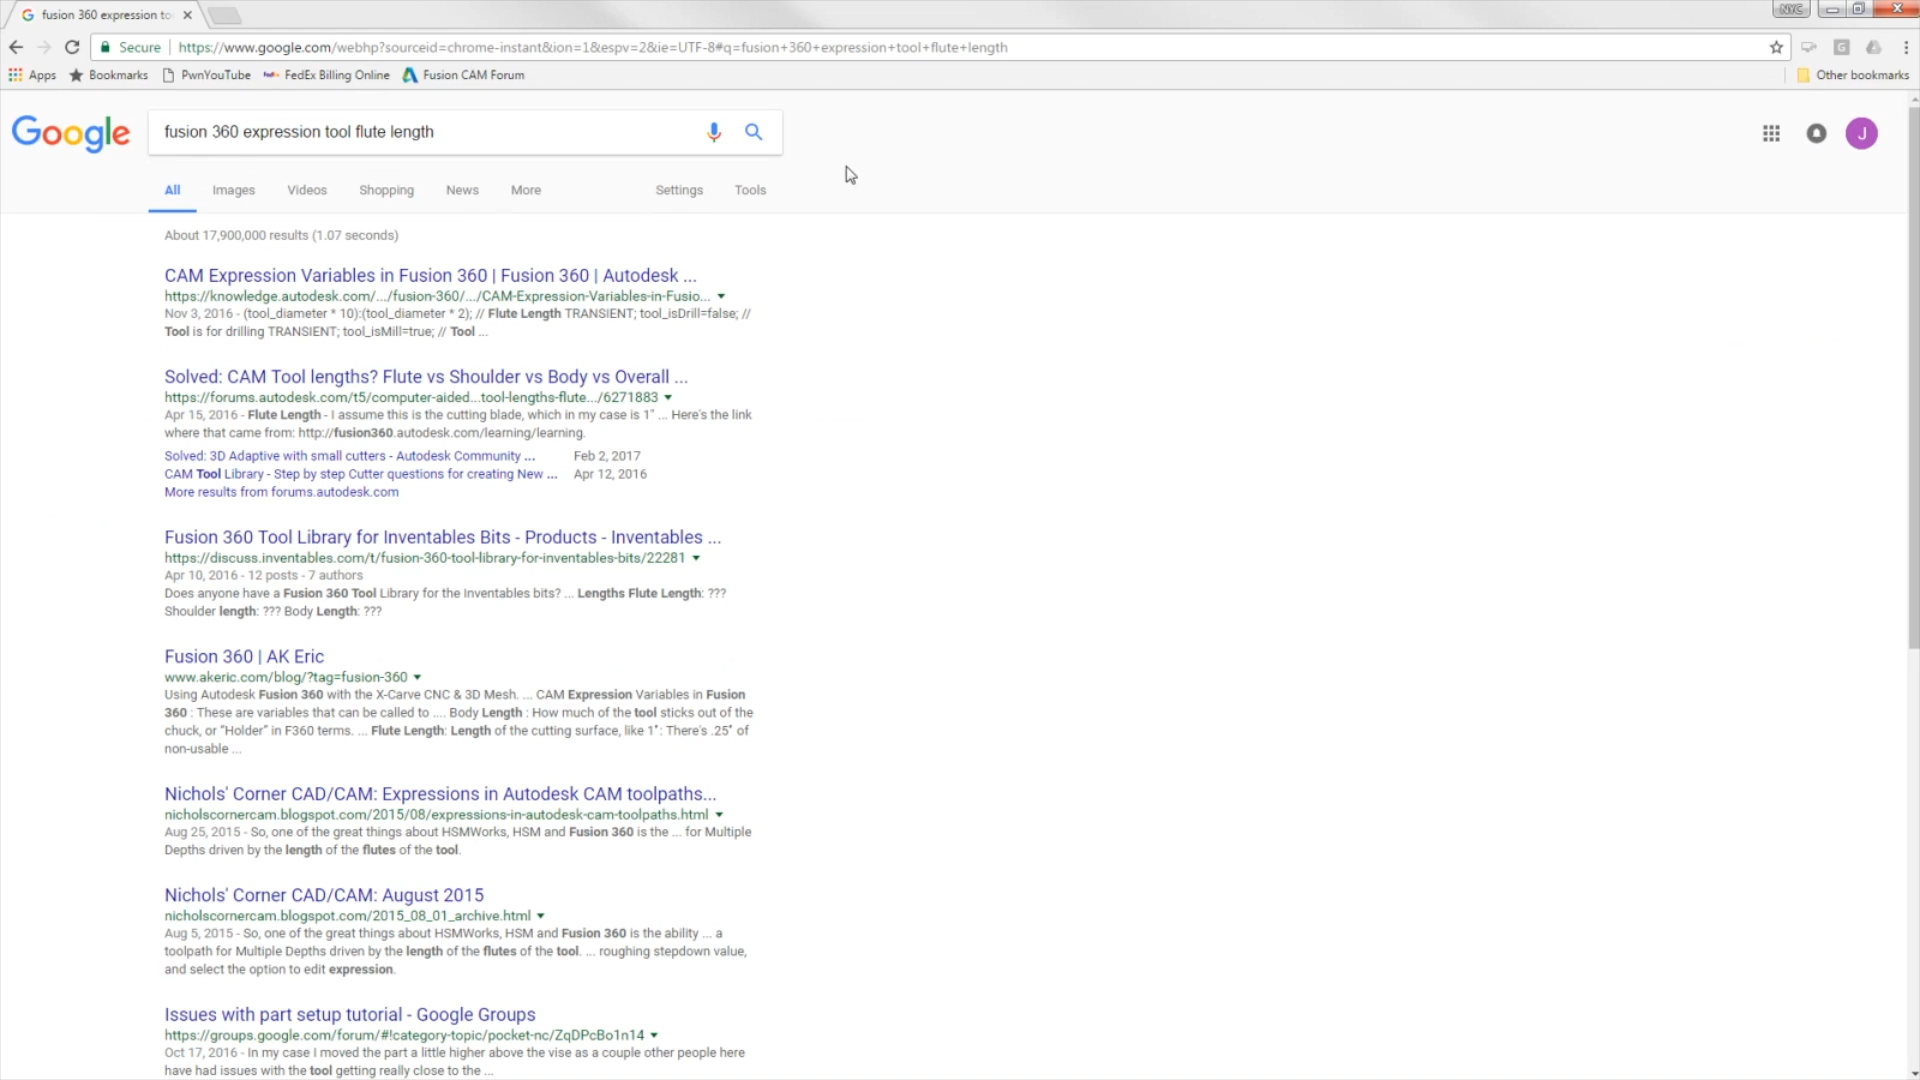 fusion 360 expression to
NYC
Secure | https://www.google.com/webhp?sourceid=chrome-instant&ion=1&espv=2&ie=UTF-8#q=fusion+360+expression+tool+flute+length
Apps Bookmarks PwnYouTube FedEx Billing Online Fusion CAM Forum Other bookmarks
Google fusion 360 expression tool flute length J
All Images Videos Shopping News More Settings Tools
About 17,900,000 results (1.07 seconds)
CAM Expression Variables in Fusion 360 | Fusion 360 | Autodesk ...
https://knowledge.autodesk.com/.../fusion-360/.../CAM-Expression-Variables-in-Fusio...
Nov 3, 2016 - (tool_diameter * 10):(tool_diameter * 2); // Flute Length TRANSIENT; tool_isDrill=false; //
Tool is for drilling TRANSIENT; tool_isMill=true; // Tool ...
Solved: CAM Tool lengths? Flute vs Shoulder vs Body vs Overall ...
https://forums.autodesk.com/t5/computer-aided...tool-lengths-flute.../6271883
Apr 15, 2016 - Flute Length - I assume this is the cutting blade, which in my case is 1" ... Here's the link
where that came from: http://fusion360.autodesk.com/learning/learning.
Solved: 3D Adaptive with small cutters - Autodesk Community ... Feb 2, 2017
CAM Tool Library - Step by step Cutter questions for creating New ... Apr 12, 2016
More results from forums.autodesk.com
Fusion 360 Tool Library for Inventables Bits - Products - Inventables ...
https://discuss.inventables.com/t/fusion-360-tool-library-for-inventables-bits/22281
Apr 10, 2016 - 12 posts - 7 authors
Does anyone have a Fusion 360 Tool Library for the Inventables bits? ... Lengths Flute Length: ???
Shoulder length: ??? Body Length: ???
Fusion 360 | AK Eric
www.akeric.com/blog/?tag=fusion-360
Using Autodesk Fusion 360 with the X-Carve CNC & 3D Mesh. ... CAM Expression Variables in Fusion
360 : These are variables that can be called to .... Body Length : How much of the tool sticks out of the
chuck, or "Holder" in F360 terms. ... Flute Length: Length of the cutting surface, like 1": There's .25" of
non-usable ...
Nichols' Corner CAD/CAM: Expressions in Autodesk CAM toolpaths...
nicholscornercam.blogspot.com/2015/08/expressions-in-autodesk-cam-toolpaths.html
Aug 25, 2015 - So, one of the great things about HSMWorks, HSM and Fusion 360 is the ... for Multiple
Depths driven by the length of the flutes of the tool.
Nichols' Corner CAD/CAM: August 2015
nicholscornercam.blogspot.com/2015_08_01_archive.html
Aug 5, 2015 - So, one of the great things about HSMWorks, HSM and Fusion 360 is the ability ... a
toolpath for Multiple Depths driven by the length of the flutes of the tool. ... roughing stepdown value,
and select the option to edit expression.
Issues with part setup tutorial - Google Groups
https://groups.google.com/forum/#!category-topic/pocket-nc/ZqDPcBo1n14
Oct 17, 2016 - In my case I moved the part a little higher above the vise as a couple other people here
have had issues with the tool getting really close to the ...